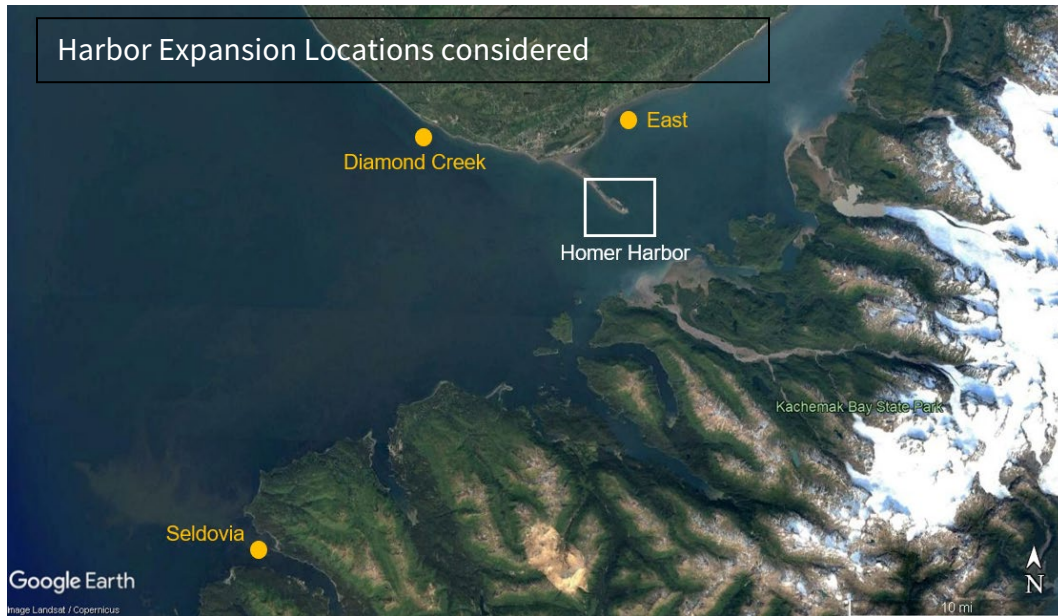 Harbor Expansion Locations considered
East
Diamond Creek
Homer Harbor
Kachemak Bay State Park
Seldovia
Google Earth
N
10 mi
mage Landsat / Copernicus